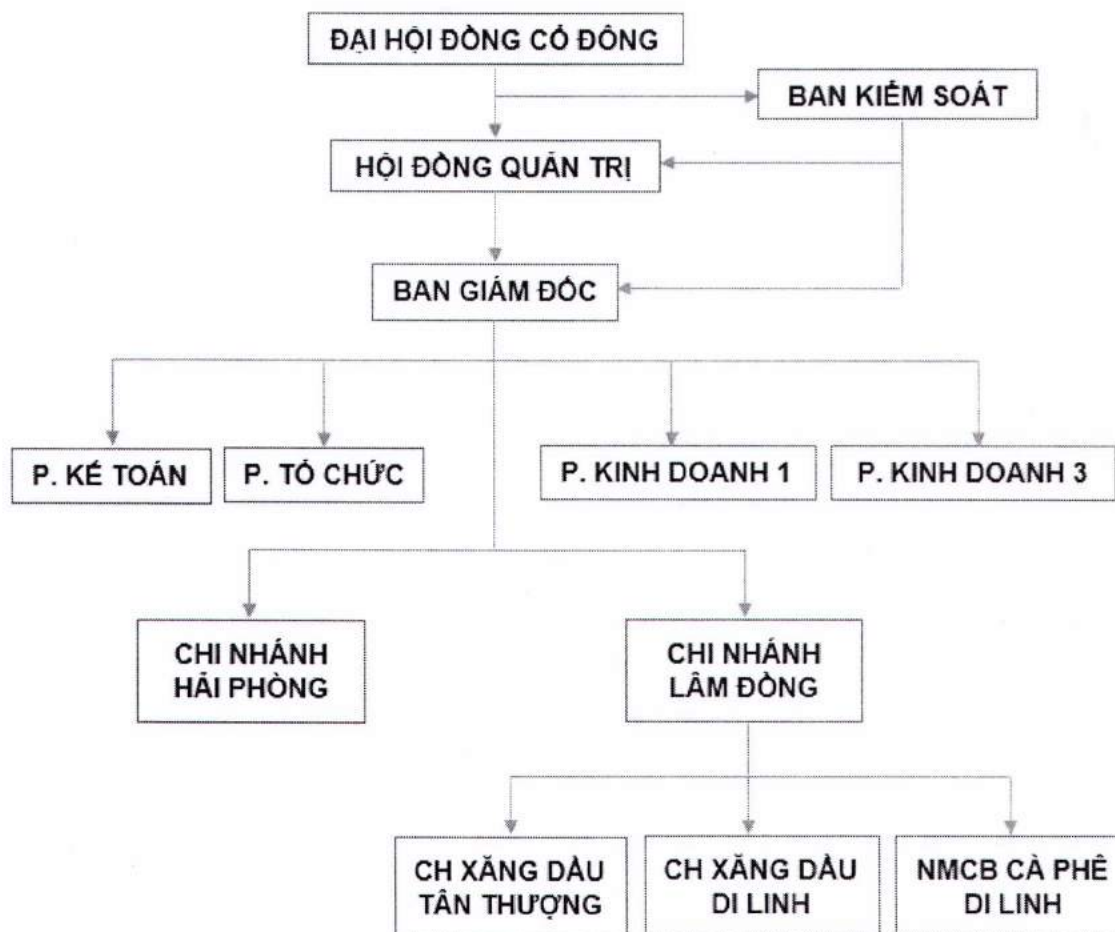 ĐẠI HỘI ĐỒNG CỔ ĐÔNG
BAN KIỂM SOÁT
HỘI ĐỒNG QUẢN TRỊ
BAN GIÁM ĐỐC
P. KẾ TOÁN
P. TỔ CHỨC
P. KINH DOANH 1
P. KINH DOANH 3
CHI NHÁNH
HẢI PHÒNG
CHI NHÁNH
LÂM ĐỒNG
CH XĂNG DẦU
TÂN THƯỢNG
CH XĂNG DẦU
DI LINH
NMCB CÀ PHÊ
DI LINH